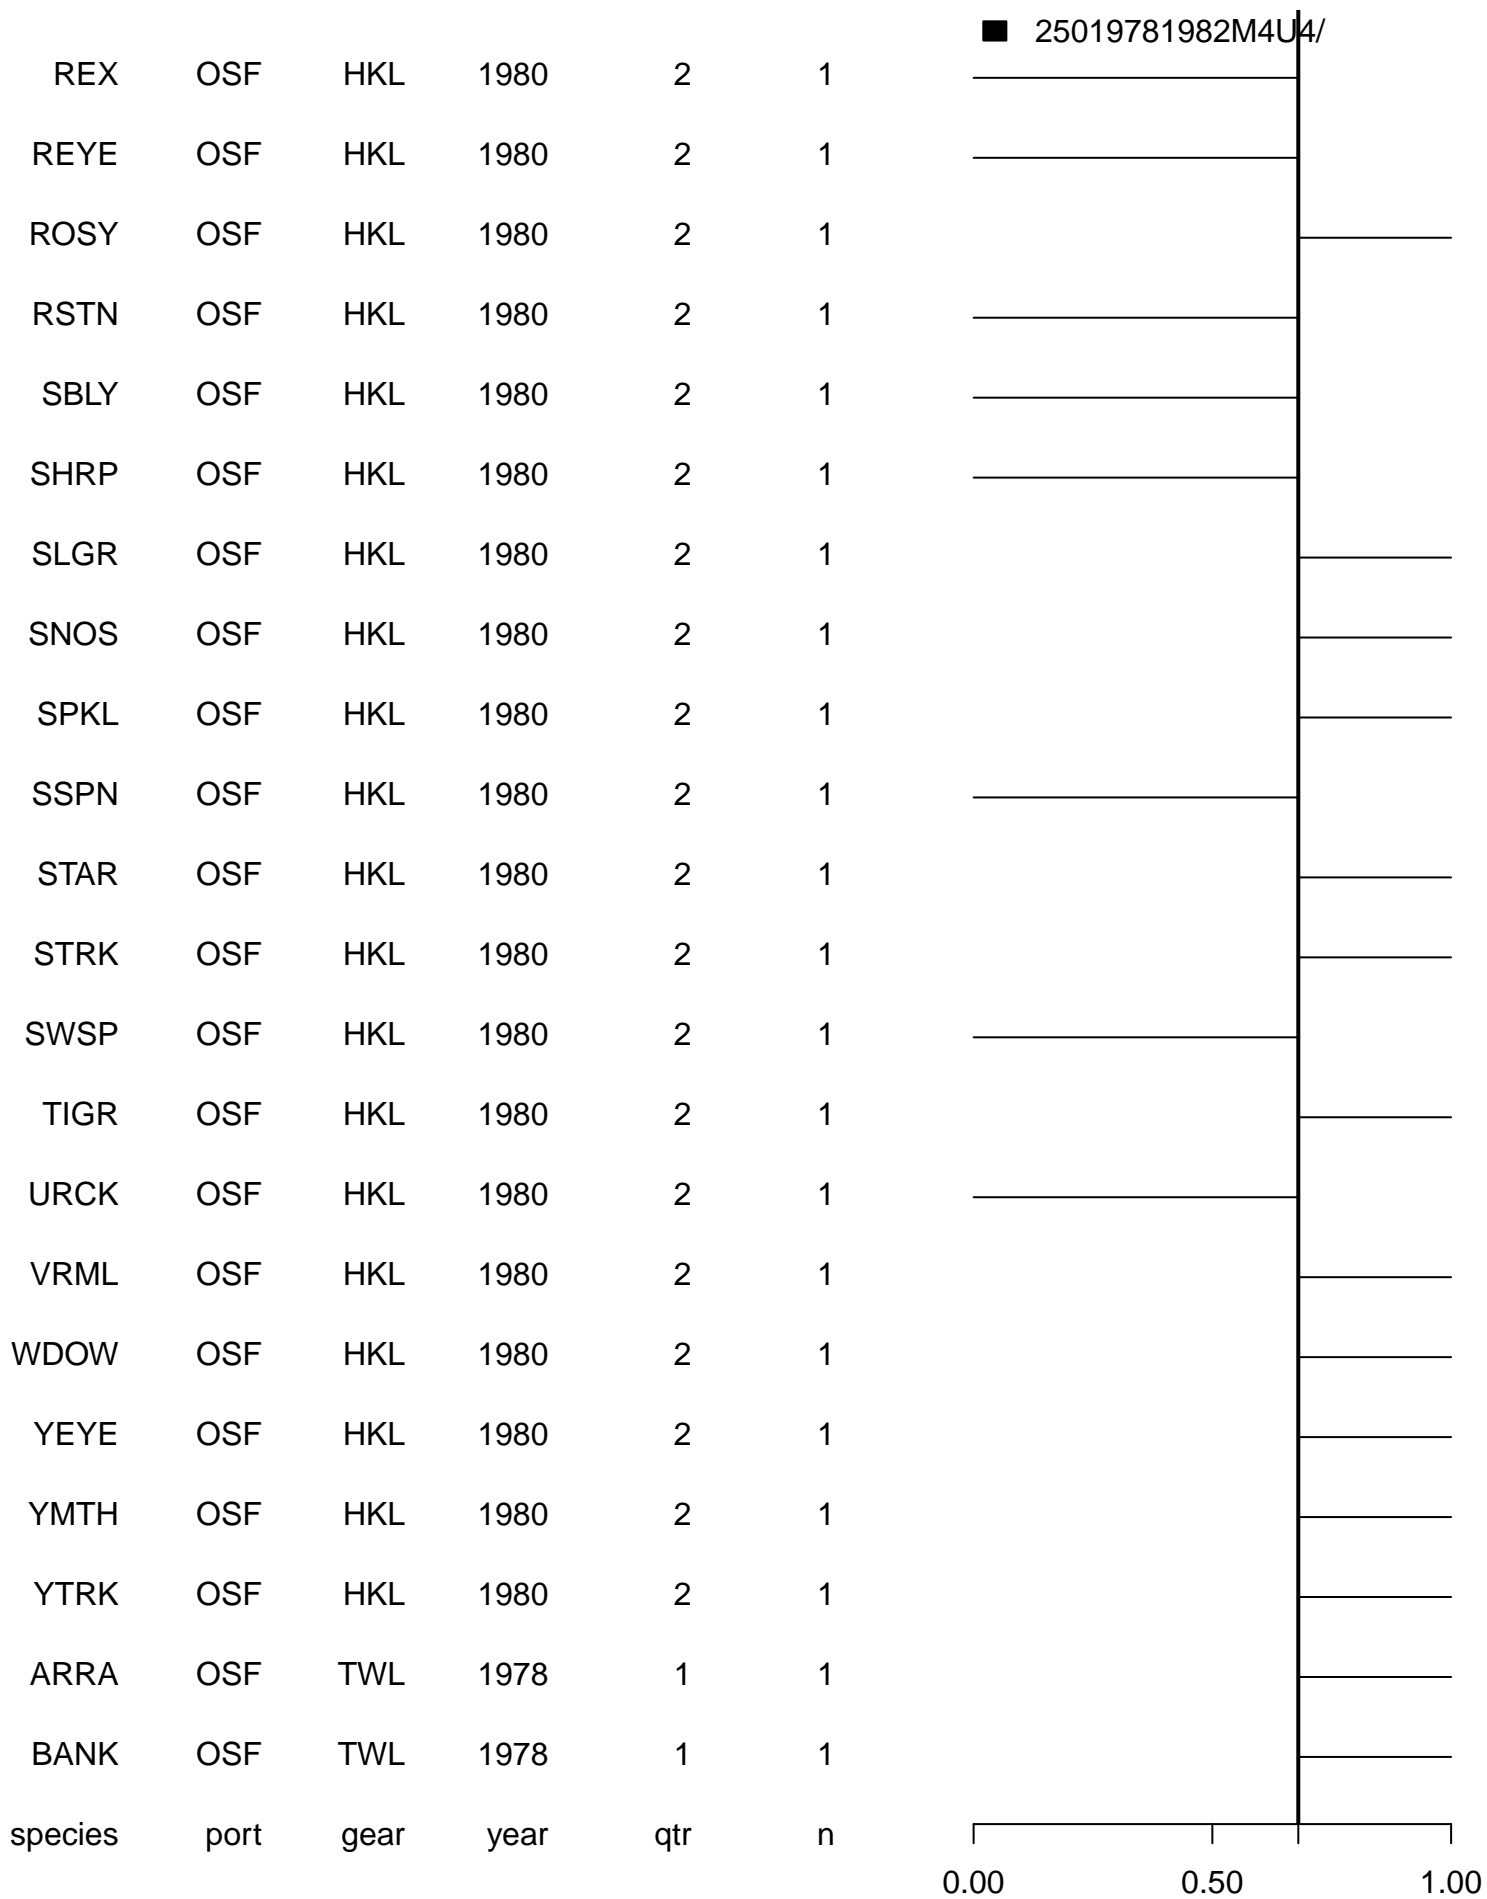 25019781982M4U4/
REX OSF HKL 1980 2 1
REYE OSF HKL 1980 2 1
ROSY OSF HKL 1980 2 1
RSTN OSF HKL 1980 2 1
SBLY OSF HKL 1980 2 1
SHRP OSF HKL 1980 2 1
SLGR OSF HKL 1980 2 1
SNOS OSF HKL 1980 2 1
SPKL OSF HKL 1980 2 1
SSPN OSF HKL 1980 2 1
STAR OSF HKL 1980 2 1
STRK OSF HKL 1980 2 1
SWSP OSF HKL 1980 2 1
TIGR OSF HKL 1980 2 1
URCK OSF HKL 1980 2 1
VRML OSF HKL 1980 2 1
WDOW OSF HKL 1980 2 1
YEYE OSF HKL 1980 2 1
YMTH OSF HKL 1980 2 1
YTRK OSF HKL 1980 2 1
ARRA OSF TWL 1978 1 1
BANK OSF TWL 1978 1 1
species port gear year qtr n
0.00 0.50 1.00